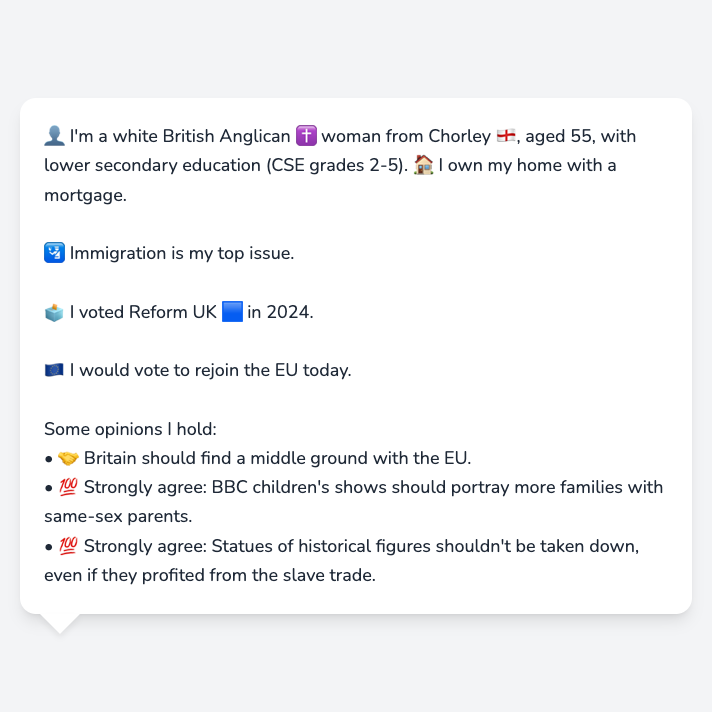 👤 I'm a white British Anglican ✝️ woman from Chorley 🏴󠁧󠁢󠁥󠁮󠁧󠁿, aged 55, with
lower secondary education (CSE grades 2-5). 🏠 I own my home with a
mortgage.
🛂 Immigration is my top issue.
🗳️ I voted Reform UK 🟦 in 2024.
🇪🇺 I would vote to rejoin the EU today.
Some opinions I hold:
• 🤝 Britain should find a middle ground with the EU.
• 💯 Strongly agree: BBC children's shows should portray more families with
same-sex parents.
• 💯 Strongly agree: Statues of historical figures shouldn't be taken down,
even if they profited from the slave trade.